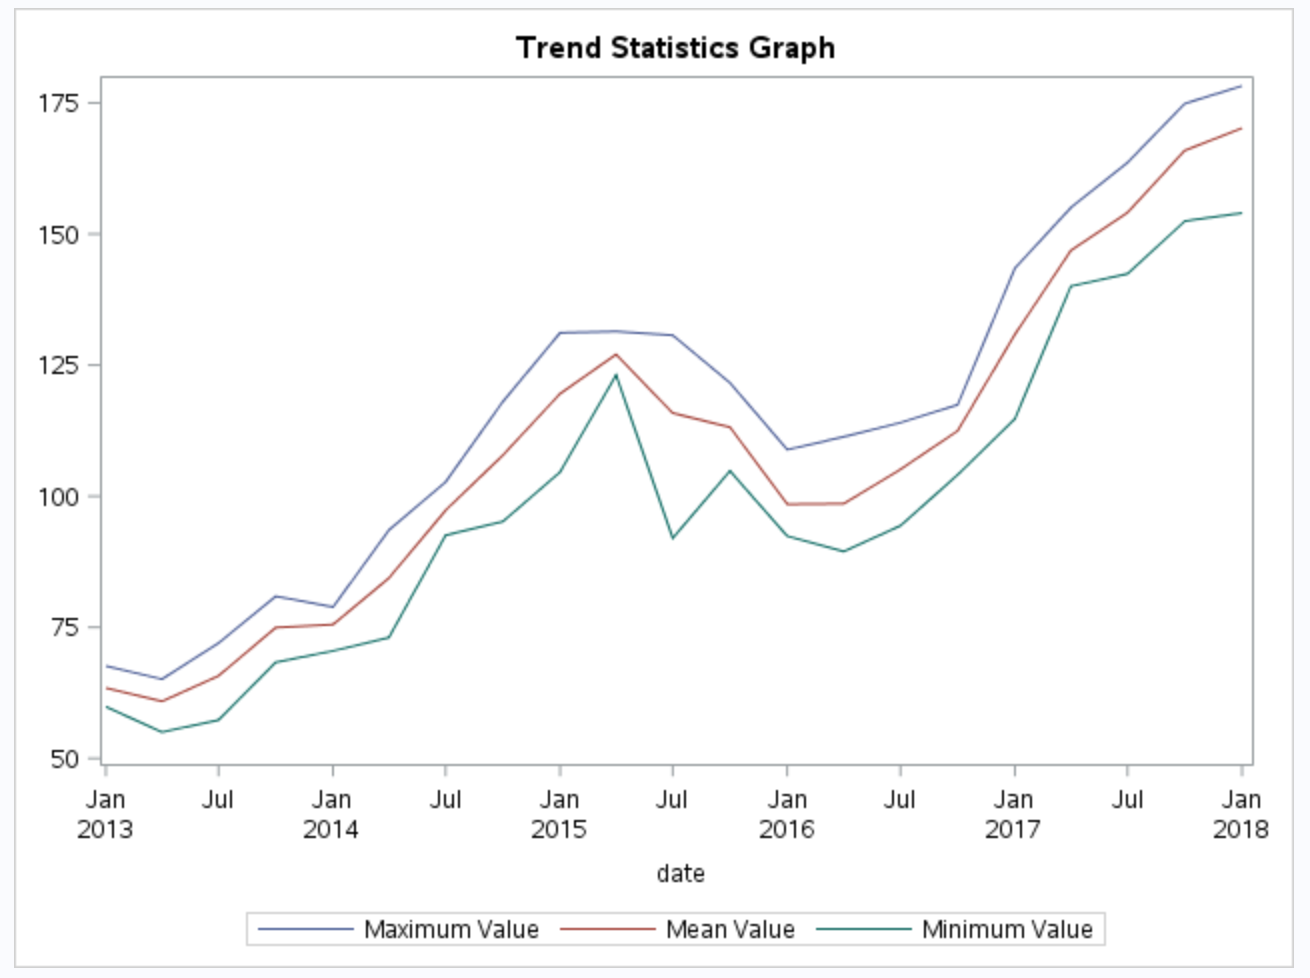 Trend Statistics Graph
175
150
125
100
75
50
Jan Jul Jan Jul Jan Jul Jan Jul Jan Jul Jan
2013 2014 2015 2016 2017 2018
date
Maximum Value Mean Value Minimum Value